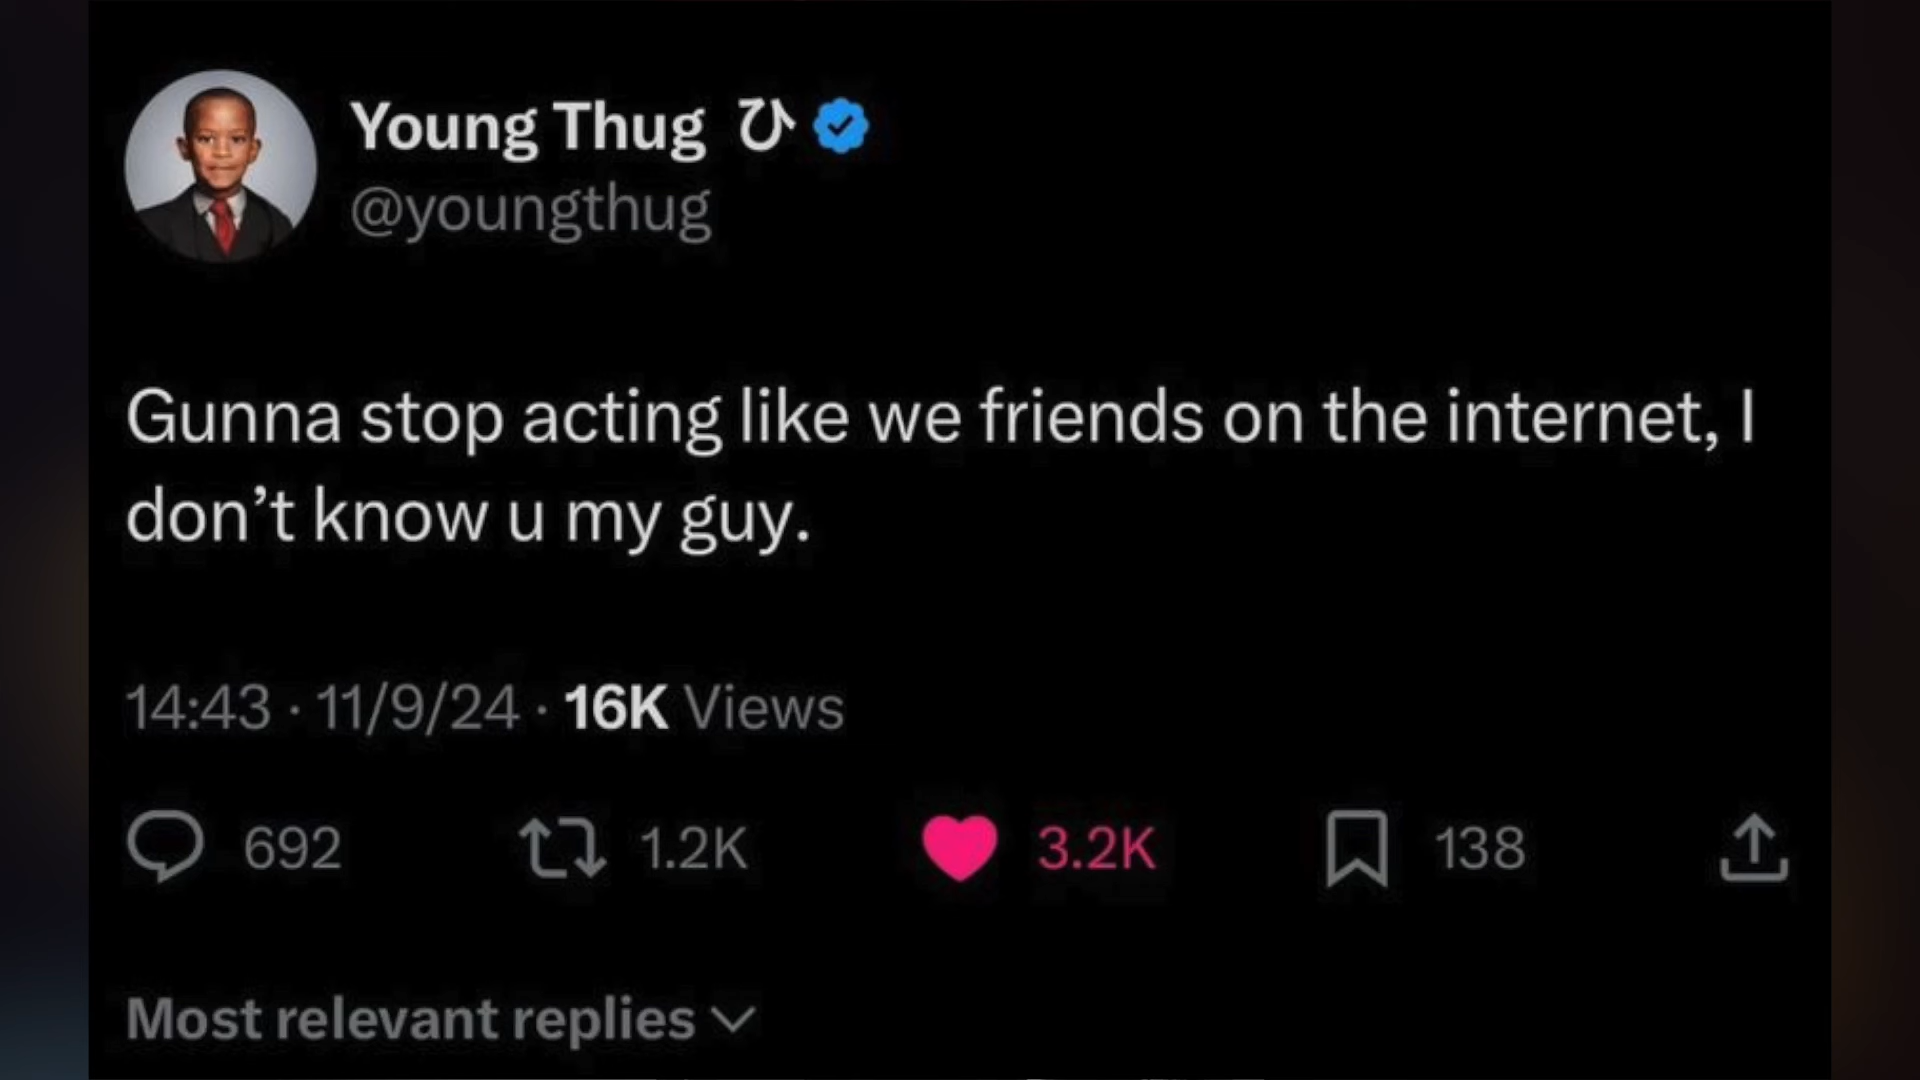 Young Thug ひ
@youngthug
Gunna stop acting like we friends on the internet, I
don’t know u my guy.
14:43 · 11/9/24 · 16K Views
692 1.2K 3.2K 138
Most relevant replies